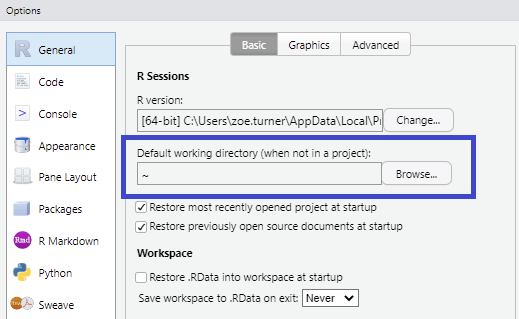 Options
General
Code
Console
Appearance
Pane Layout
Packages
R Markdown
Python
Sweave
Basic
Graphics
Advanced
R Sessions
R version:
[64-bit] C:\Users\zoe.turner\AppData\Local\P
Change...
Default working directory (when not in a project):
~
Browse...
Restore most recently opened project at startup
Restore previously open source documents at startup
Workspace
Restore .RData into workspace at startup
Save workspace to .RData on exit: Never